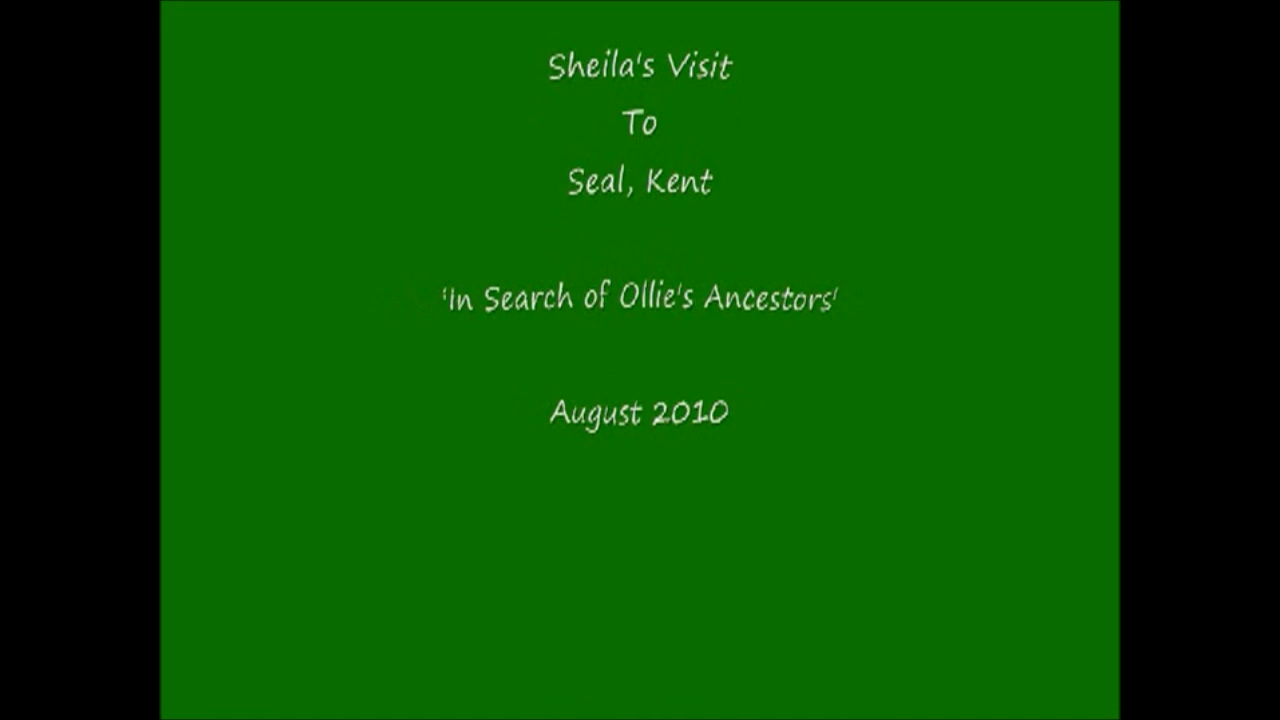 Sheila's Visit
To
Seal, Kent
'In Search of Ollie's Ancestors'
August 2010